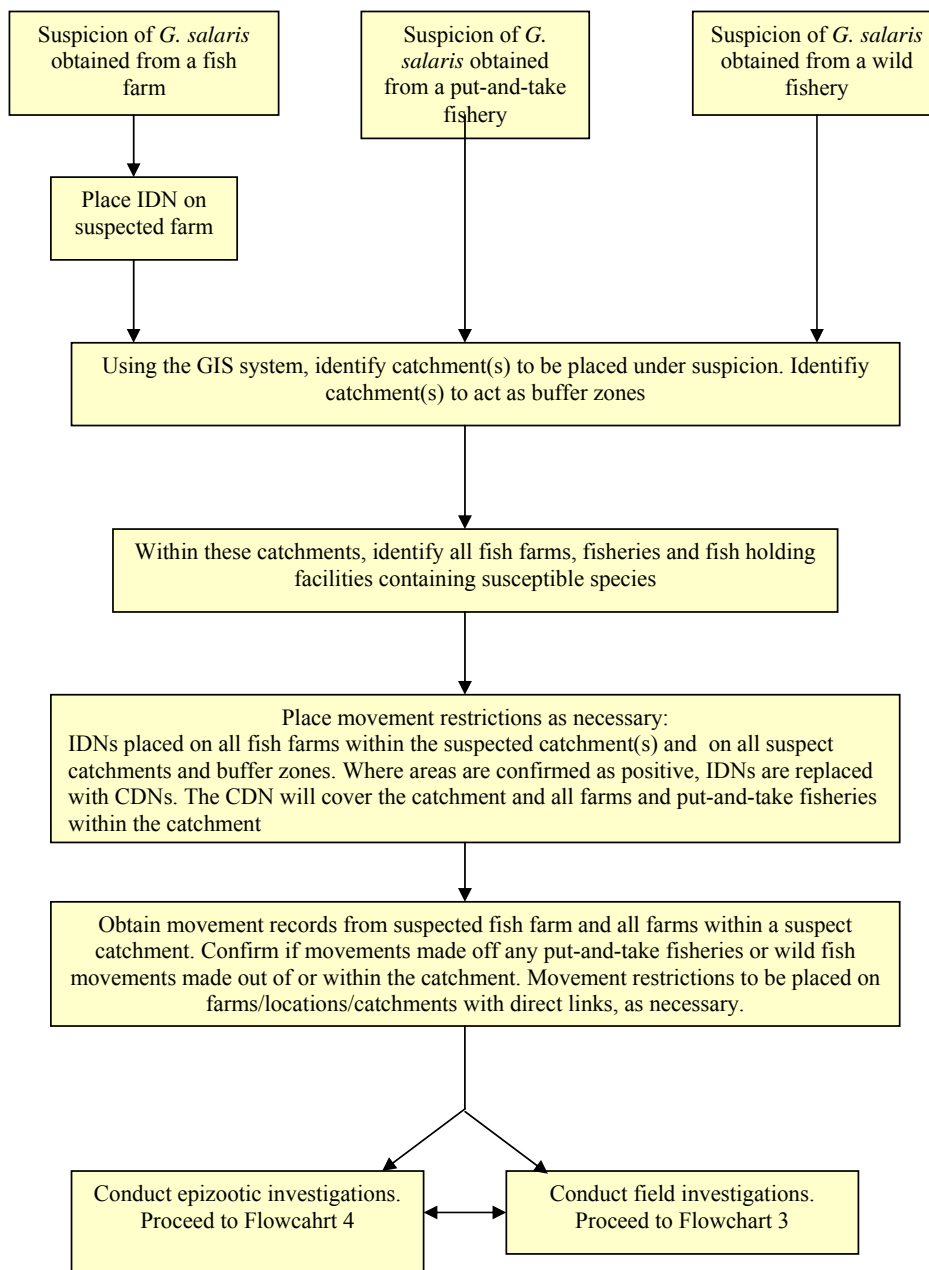 Suspicion of G. salaris
obtained from a fish
farm
Suspicion of G.
salaris obtained
from a put-and-take
fishery
Suspicion of G. salaris
obtained from a wild
fishery
Place IDN on
suspected farm
Using the GIS system, identify catchment(s) to be placed under suspicion. Identifiy
catchment(s) to act as buffer zones
Within these catchments, identify all fish farms, fisheries and fish holding
facilities containing susceptible species
Place movement restrictions as necessary:
IDNs placed on all fish farms within the suspected catchment(s) and on all suspect
catchments and buffer zones. Where areas are confirmed as positive, IDNs are replaced
with CDNs. The CDN will cover the catchment and all farms and put-and-take fisheries
within the catchment
Obtain movement records from suspected fish farm and all farms within a suspect
catchment. Confirm if movements made off any put-and-take fisheries or wild fish
movements made out of or within the catchment. Movement restrictions to be placed on
farms/locations/catchments with direct links, as necessary.
Conduct epizootic investigations.
Proceed to Flowcahrt 4
Conduct field investigations.
Proceed to Flowchart 3